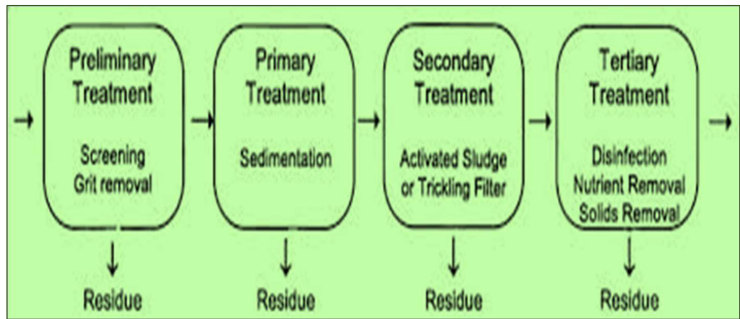 Preliminary
Treatment
Screening
Grit removal
Primary
Treatment
Sedimentation
Secondary
Treatment
Activated Sludge
or Trickling Filter
Tertiary
Treatment
Disinfection
Nutrient Removal
Solids Removal
Residue
Residue
Residue
Residue